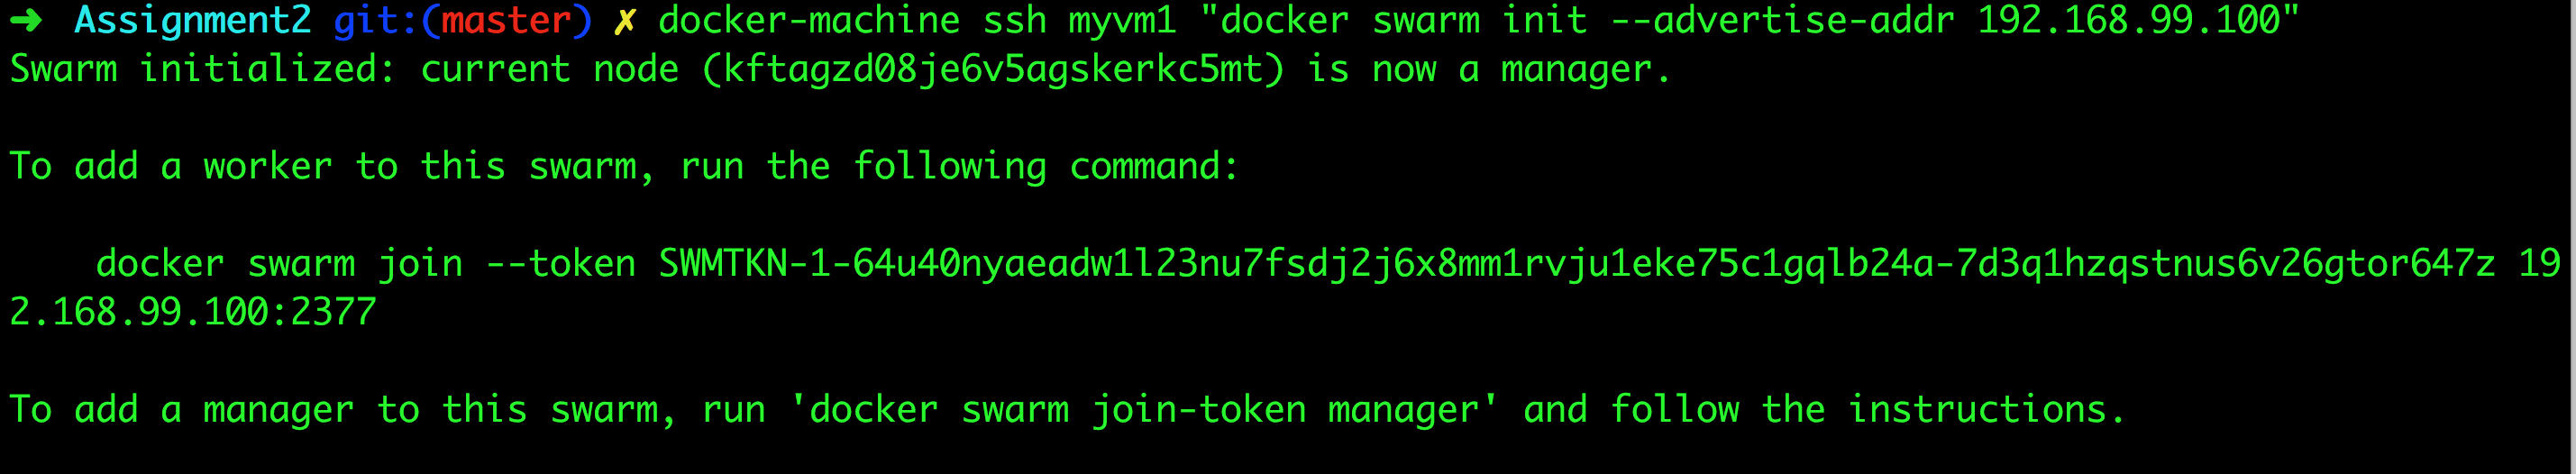 ➜  Assignment2 git:(master) ✗ docker-machine ssh myvm1 "docker swarm init --advertise-addr 192.168.99.100"
Swarm initialized: current node (kftagzd08je6v5agskerkc5mt) is now a manager.
To add a worker to this swarm, run the following command:
    docker swarm join --token SWMTKN-1-64u40nyaeadw1l23nu7fsdj2j6x8mm1rvju1eke75c1gqlb24a-7d3q1hzqstnus6v26gtor647z 19
2.168.99.100:2377
To add a manager to this swarm, run 'docker swarm join-token manager' and follow the instructions.